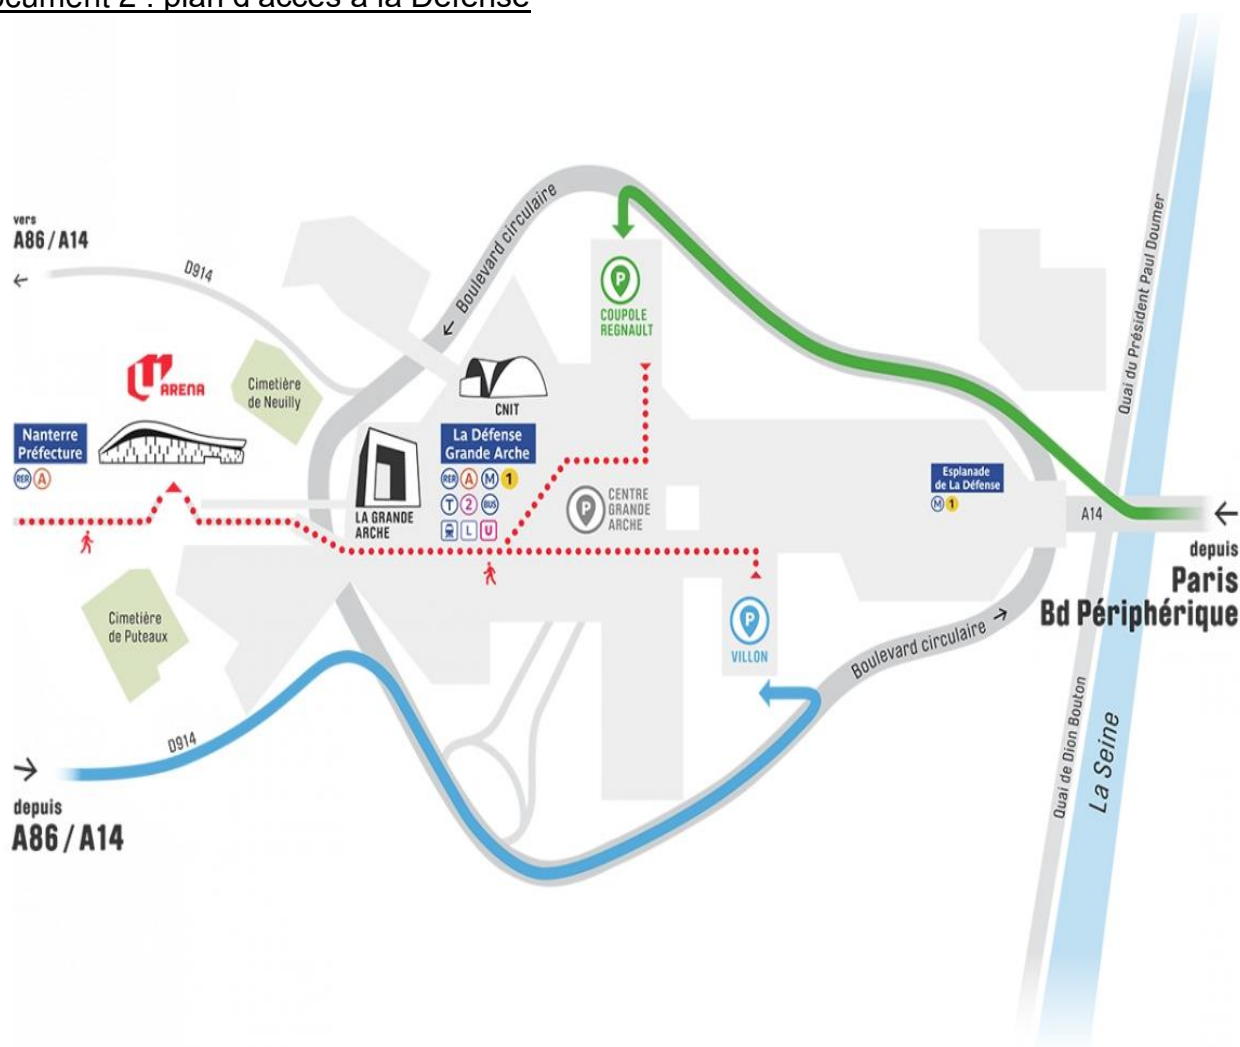 ocument 2 : plan d'accès à la Défense
vers
A86 / A14
D914
Boulevard circulaire
Quai du Président Paul Doumer
COUPOLE
REGNAULT
P
U
ARENA
Cimetière
de Neuilly
CNIT
Nanterre
Préfecture
RER A
La Défense
Grande Arche
RER A M 1
T 2 BUS
L U
LA GRANDE
ARCHE
P
CENTRE
GRANDE
ARCHE
Esplanade
de La Défense
M 1
A14
depuis
Paris
Bd Périphérique
Cimetière
de Puteaux
P
VILLON
Boulevard circulaire
D914
depuis
A86 / A14
Quai de Dion Bouton
La Seine